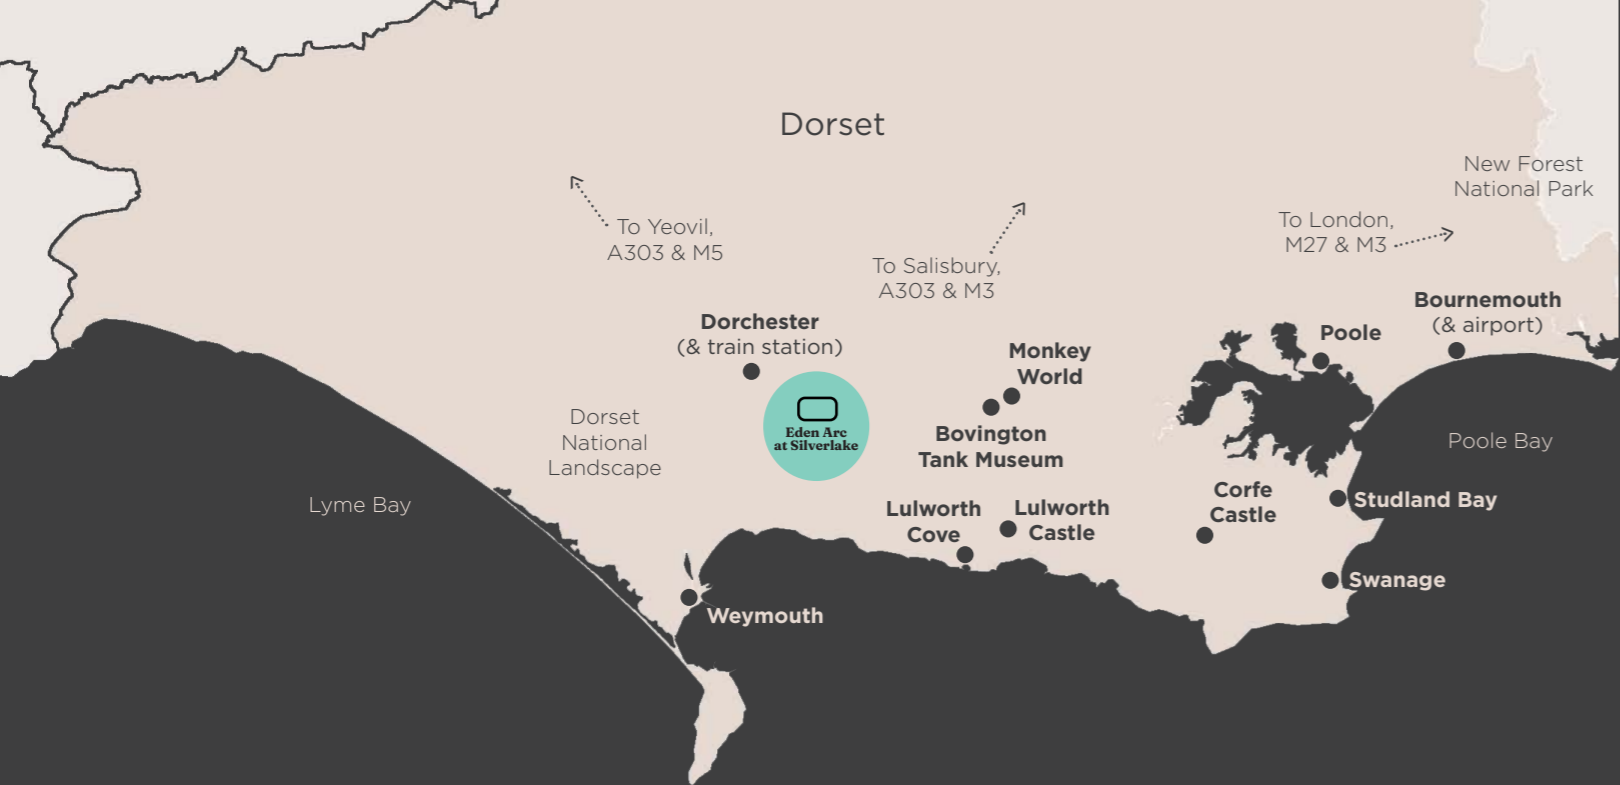 Dorset
New Forest
National Park
To Yeovil,
A303 & M5
To Salisbury,
A303 & M3
To London,
M27 & M3
Bournemouth
(& airport)
Dorchester
(& train station)
Poole
Monkey
World
Eden Arc
at Silverlake
Dorset
National
Landscape
Bovington
Tank Museum
Poole Bay
Lyme Bay
Corfe
Castle
Studland Bay
Lulworth
Cove
Lulworth
Castle
Swanage
Weymouth